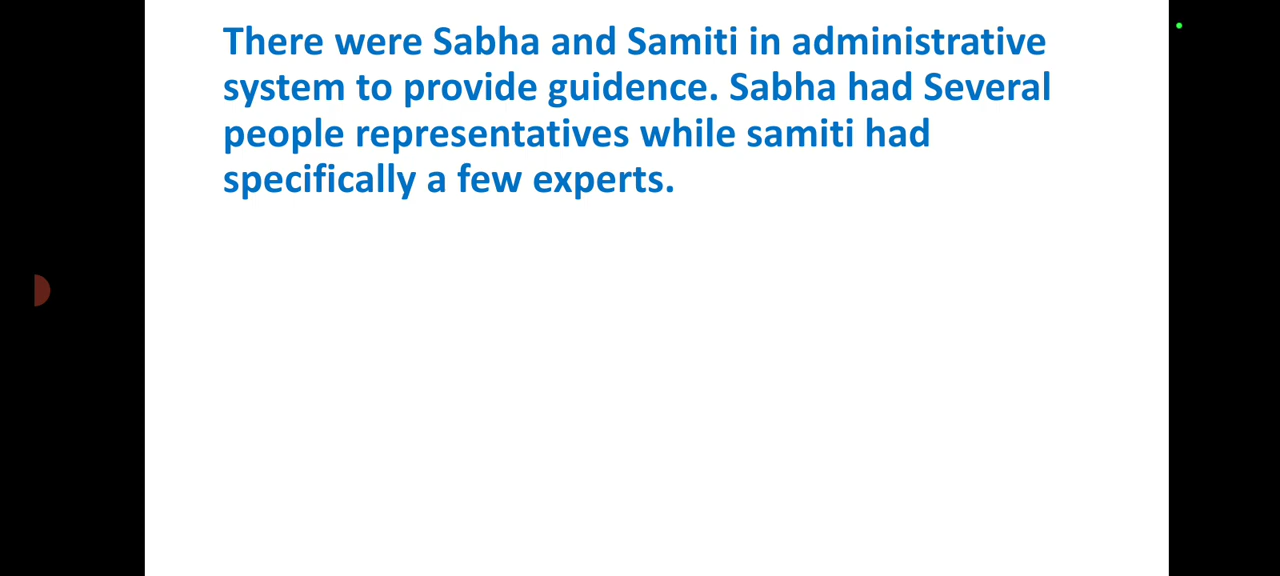 There were Sabha and Samiti in administrative
system to provide guidence. Sabha had Several
people representatives while samiti had
specifically a few experts.